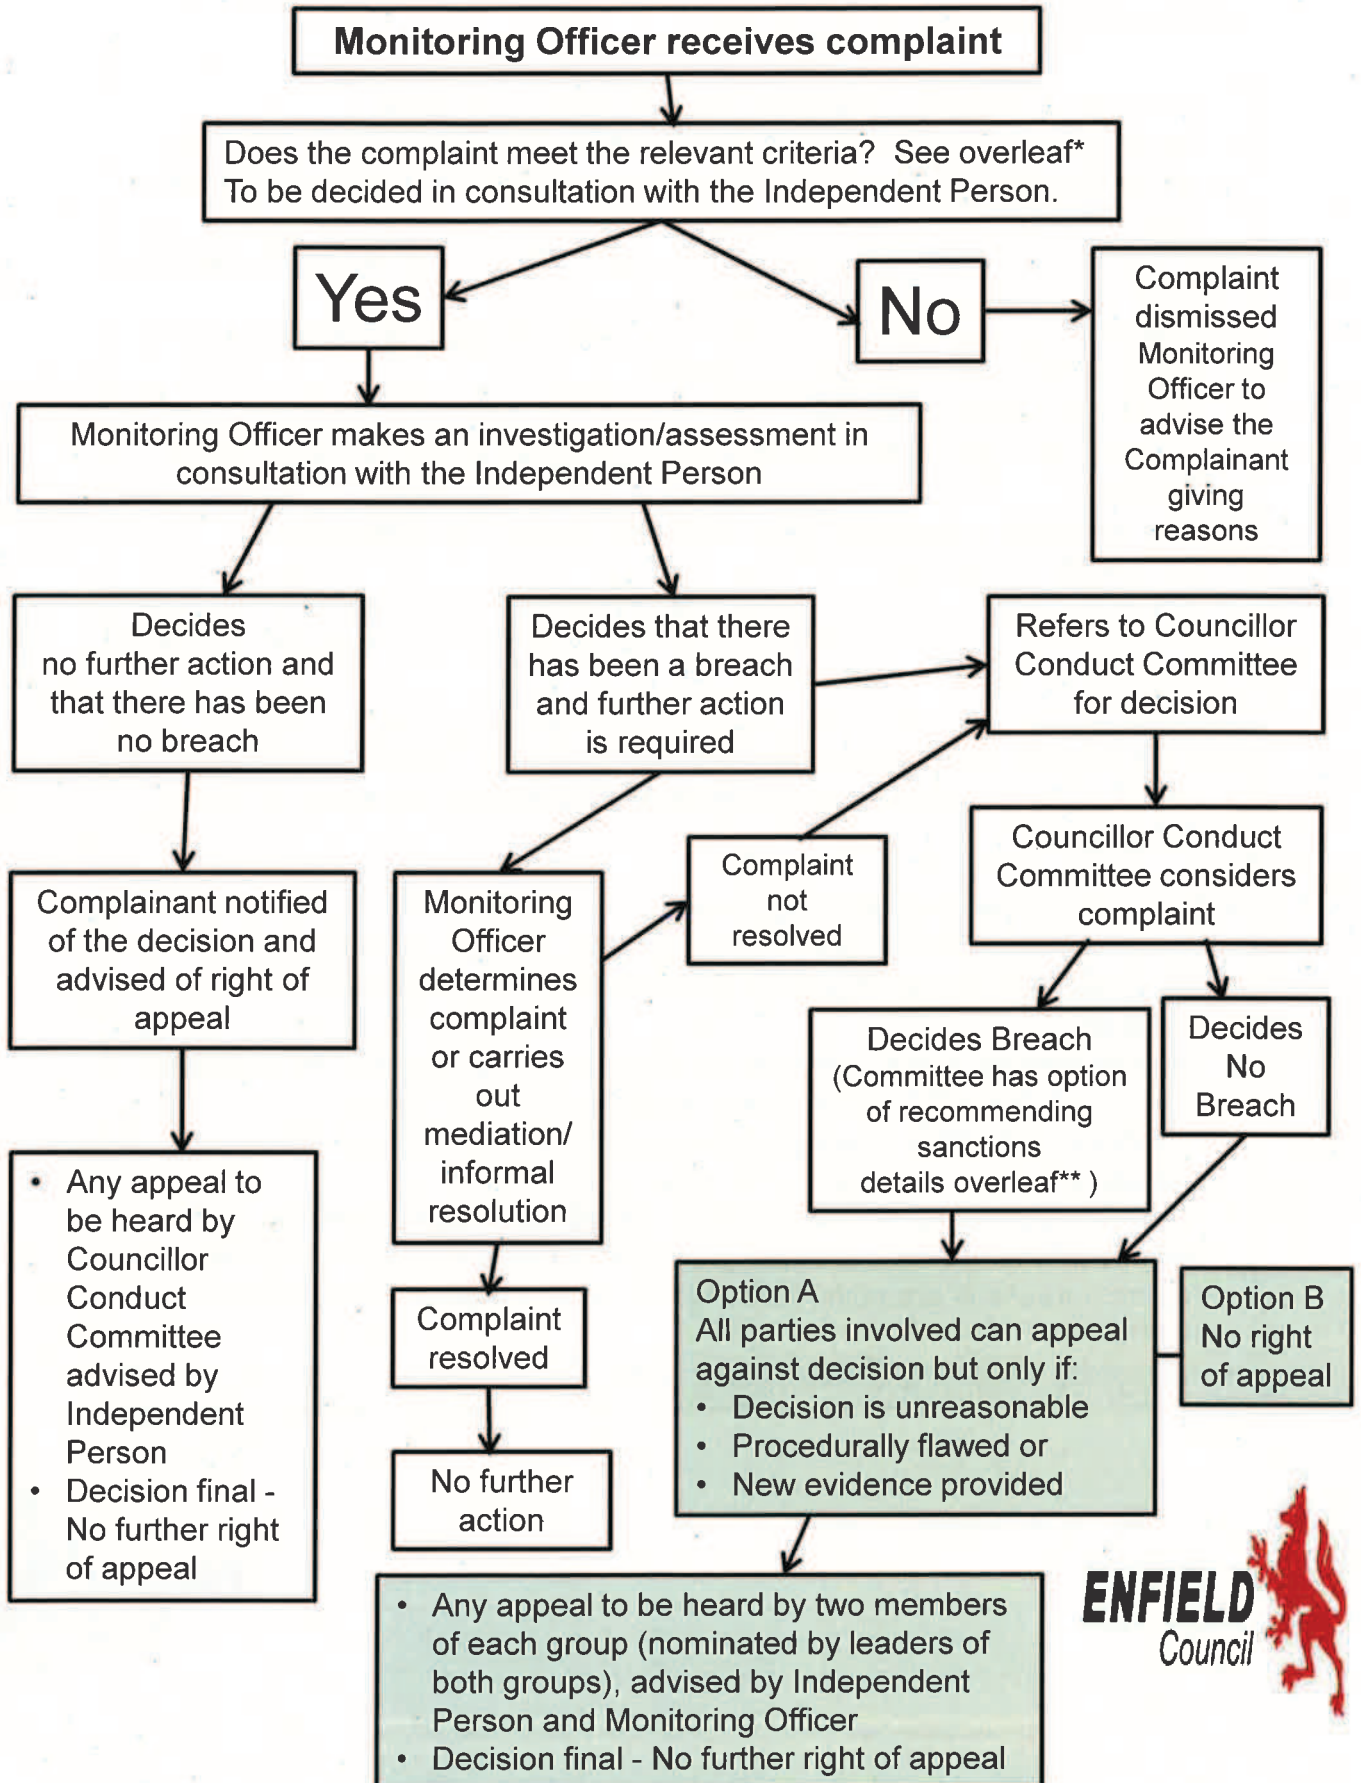 Monitoring Officer receives complaint
Does the complaint meet the relevant criteria? See overleaf*
To be decided in consultation with the Independent Person.
Yes
No
Complaint
dismissed
Monitoring
Officer to
advise the
Complainant
giving
reasons
Monitoring Officer makes an investigation/assessment in
consultation with the Independent Person
Decides
no further action and
that there has been
no breach
Decides that there
has been a breach
and further action
is required
Refers to Councillor
Conduct Committee
for decision
Complainant notified
of the decision and
advised of right of
appeal
Monitoring
Officer
determines
complaint
or carries
out
mediation/
informal
resolution
Complaint
not
resolved
Councillor Conduct
Committee considers
complaint
Decides Breach
(Committee has option
of recommending
sanctions
details overleaf** )
Decides
No
Breach
• Any appeal to
be heard by
Councillor
Conduct
Committee
advised by
Independent
Person
• Decision final -
No further right
of appeal
Complaint
resolved
No further
action
Option A
All parties involved can appeal
against decision but only if:
• Decision is unreasonable
• Procedurally flawed or
• New evidence provided
Option B
No right
of appeal
• Any appeal to be heard by two members
of each group (nominated by leaders of
both groups), advised by Independent
Person and Monitoring Officer
• Decision final - No further right of appeal
ENFIELD
Council